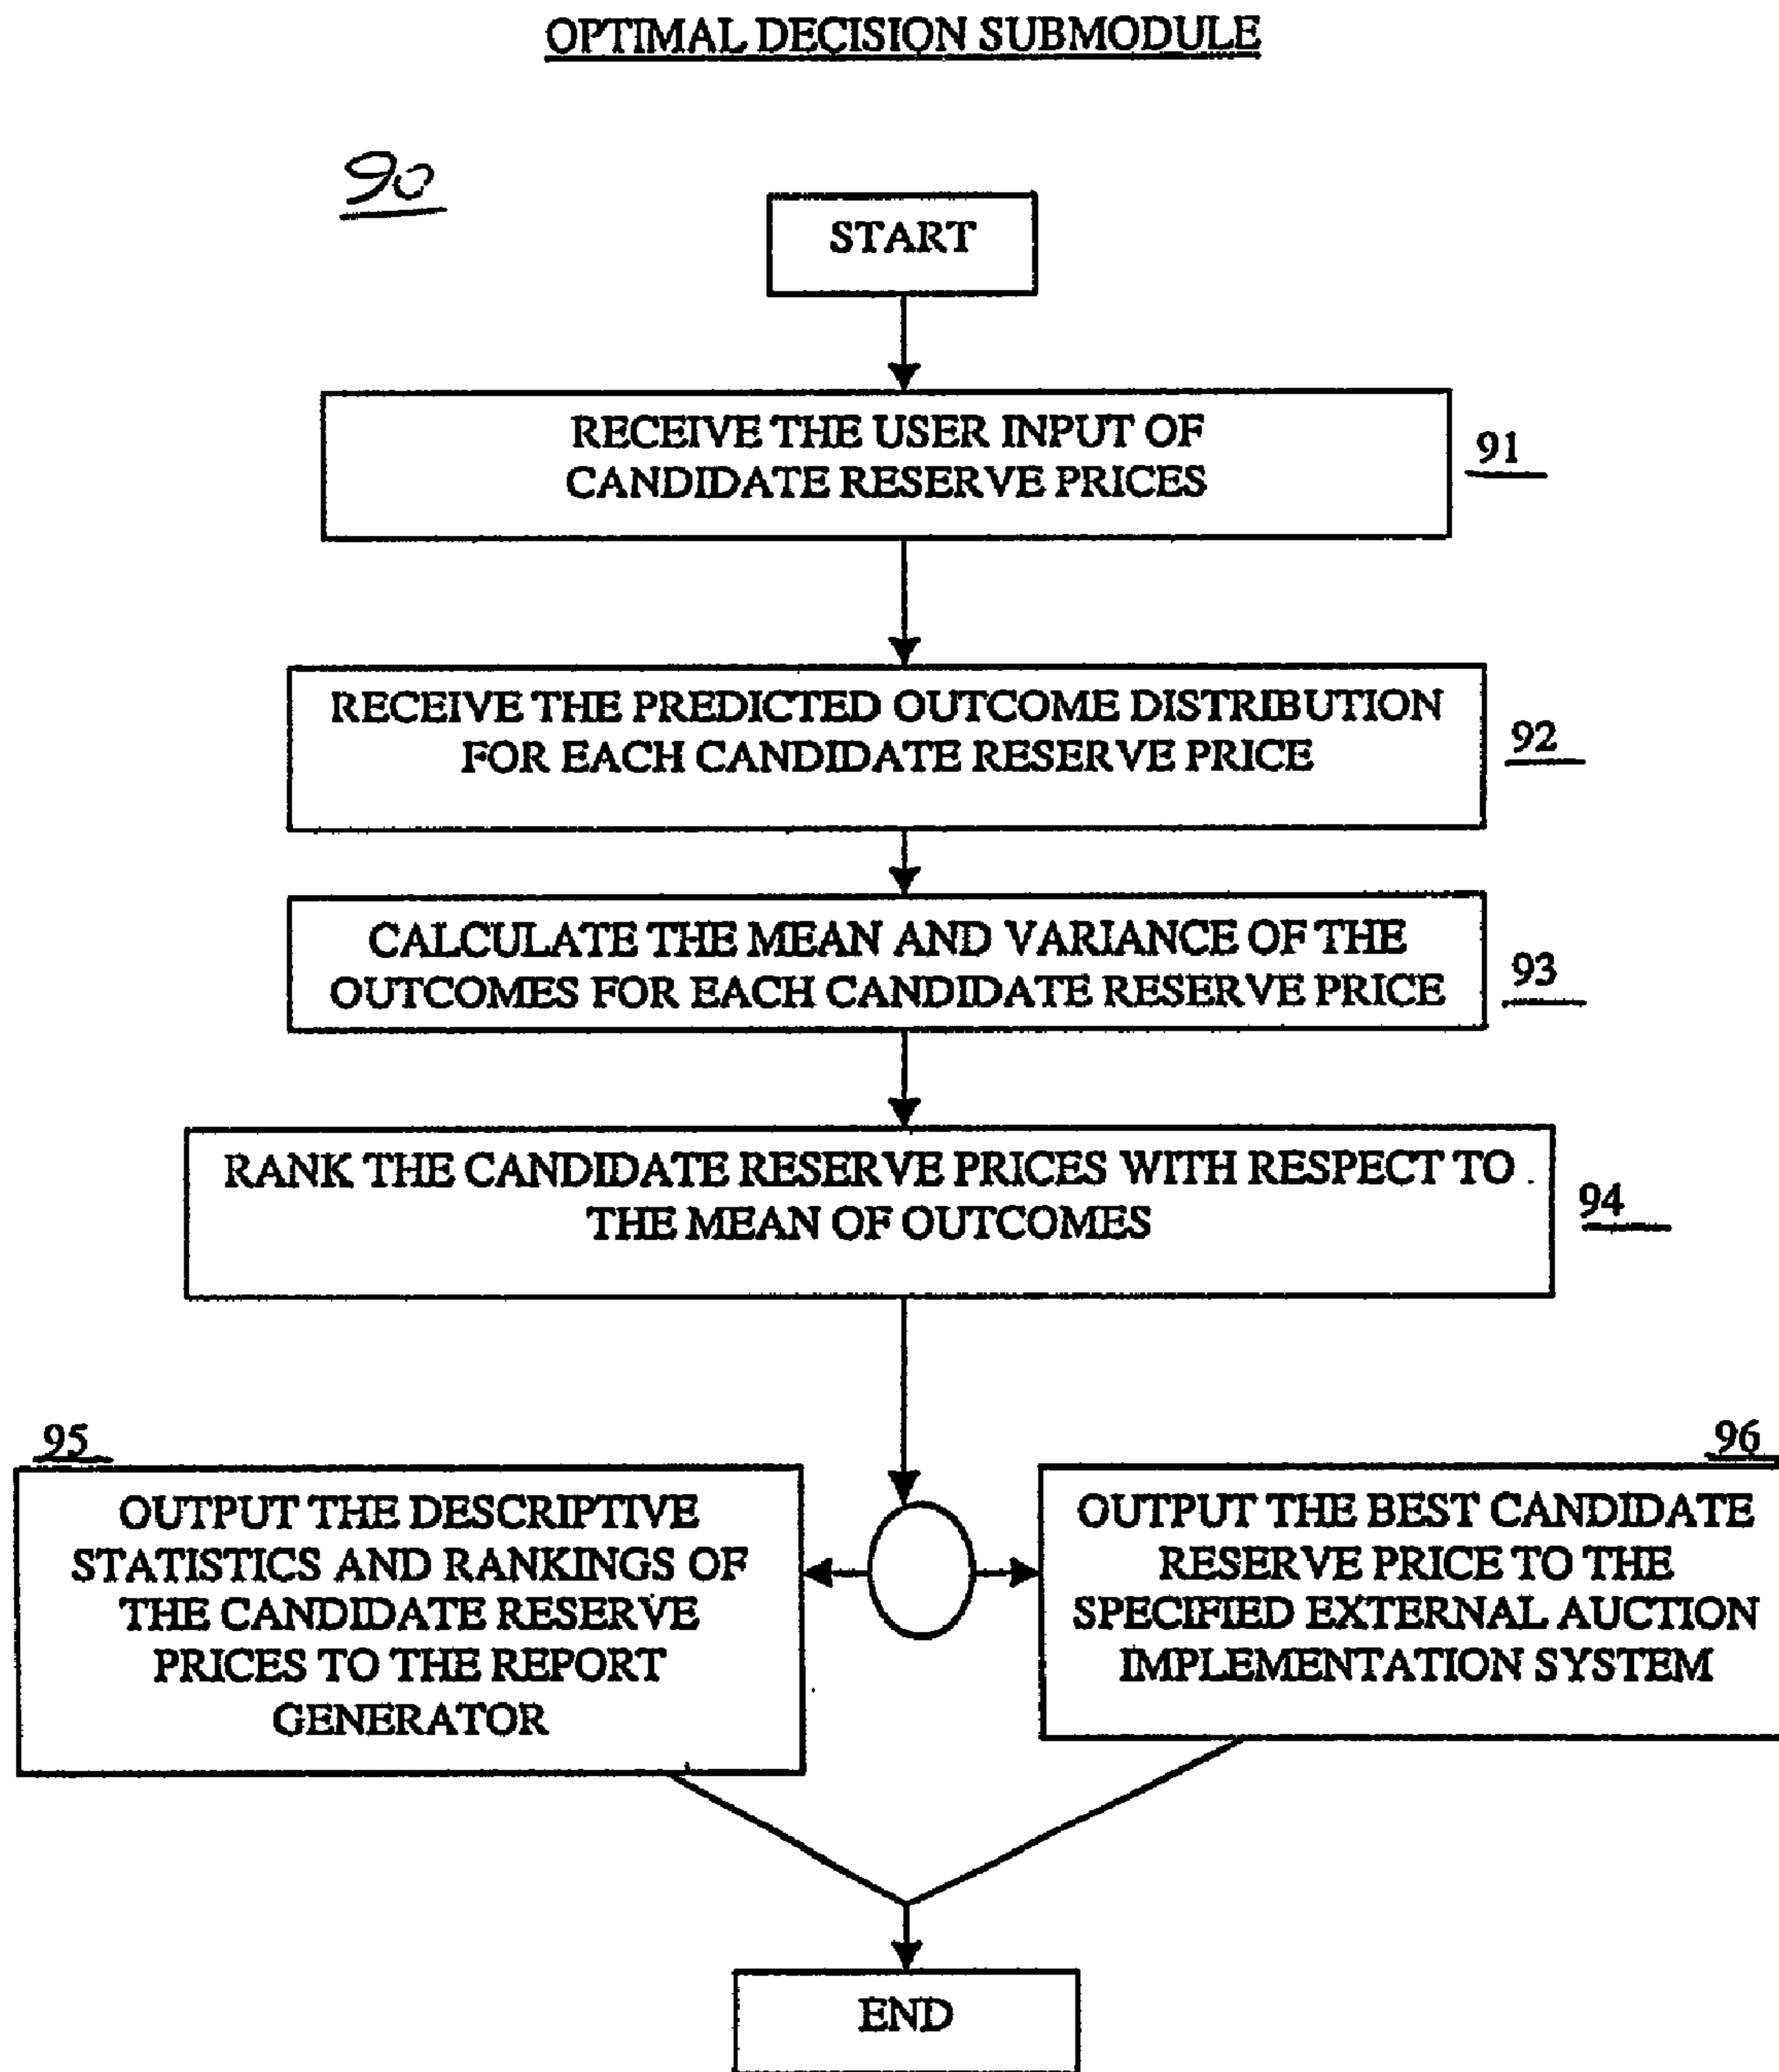 OPTIMAL DECISION SUBMODULE
90
START
RECEIVE THE USER INPUT OF
CANDIDATE RESERVE PRICES
91
RECEIVE THE PREDICTED OUTCOME DISTRIBUTION
FOR EACH CANDIDATE RESERVE PRICE
92
CALCULATE THE MEAN AND VARIANCE OF THE
OUTCOMES FOR EACH CANDIDATE RESERVE PRICE
93
RANK THE CANDIDATE RESERVE PRICES WITH RESPECT TO
THE MEAN OF OUTCOMES
94
95
OUTPUT THE DESCRIPTIVE
STATISTICS AND RANKINGS OF
THE CANDIDATE RESERVE
PRICES TO THE REPORT
GENERATOR
96
OUTPUT THE BEST CANDIDATE
RESERVE PRICE TO THE
SPECIFIED EXTERNAL AUCTION
IMPLEMENTATION SYSTEM
END